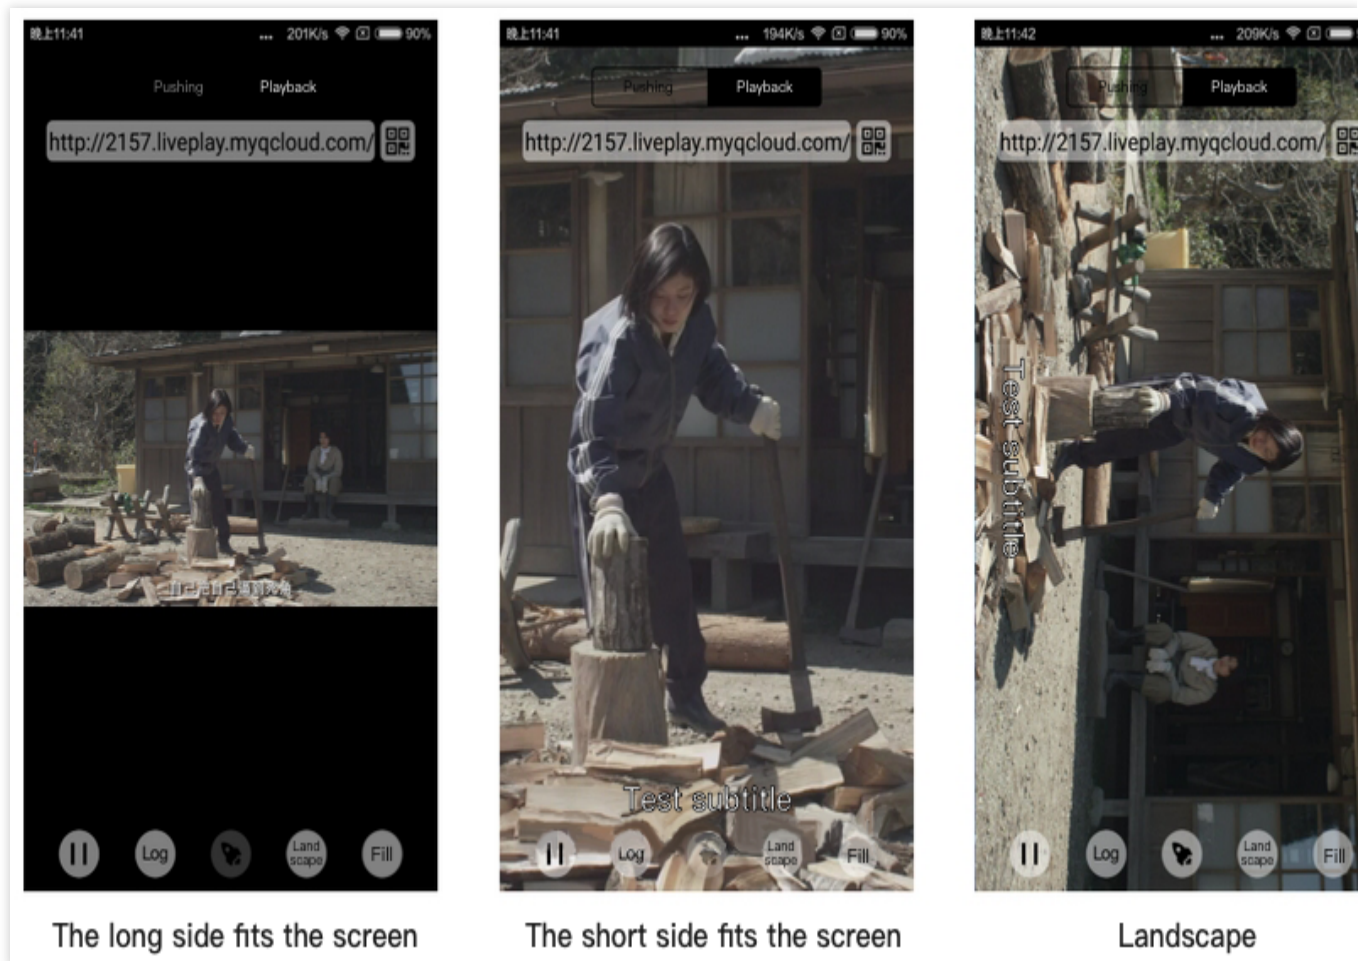 晚上11:41 ... 201K/s 90%
Pushing Playback
http://2157.liveplay.myqcloud.com/
Land
scape
Log Fill
The long side fits the screen
晚上11:41 ... 194K/s 90%
Pushing Playback
http://2157.liveplay.myqcloud.com/
Test subtitle
Land
scape
Log Fill
The short side fits the screen
晚上11:42 ... 209K/s
Pushing Playback
http://2157.liveplay.myqcloud.com/
Test subtitle
Land
scape
Log Fill
Landscape